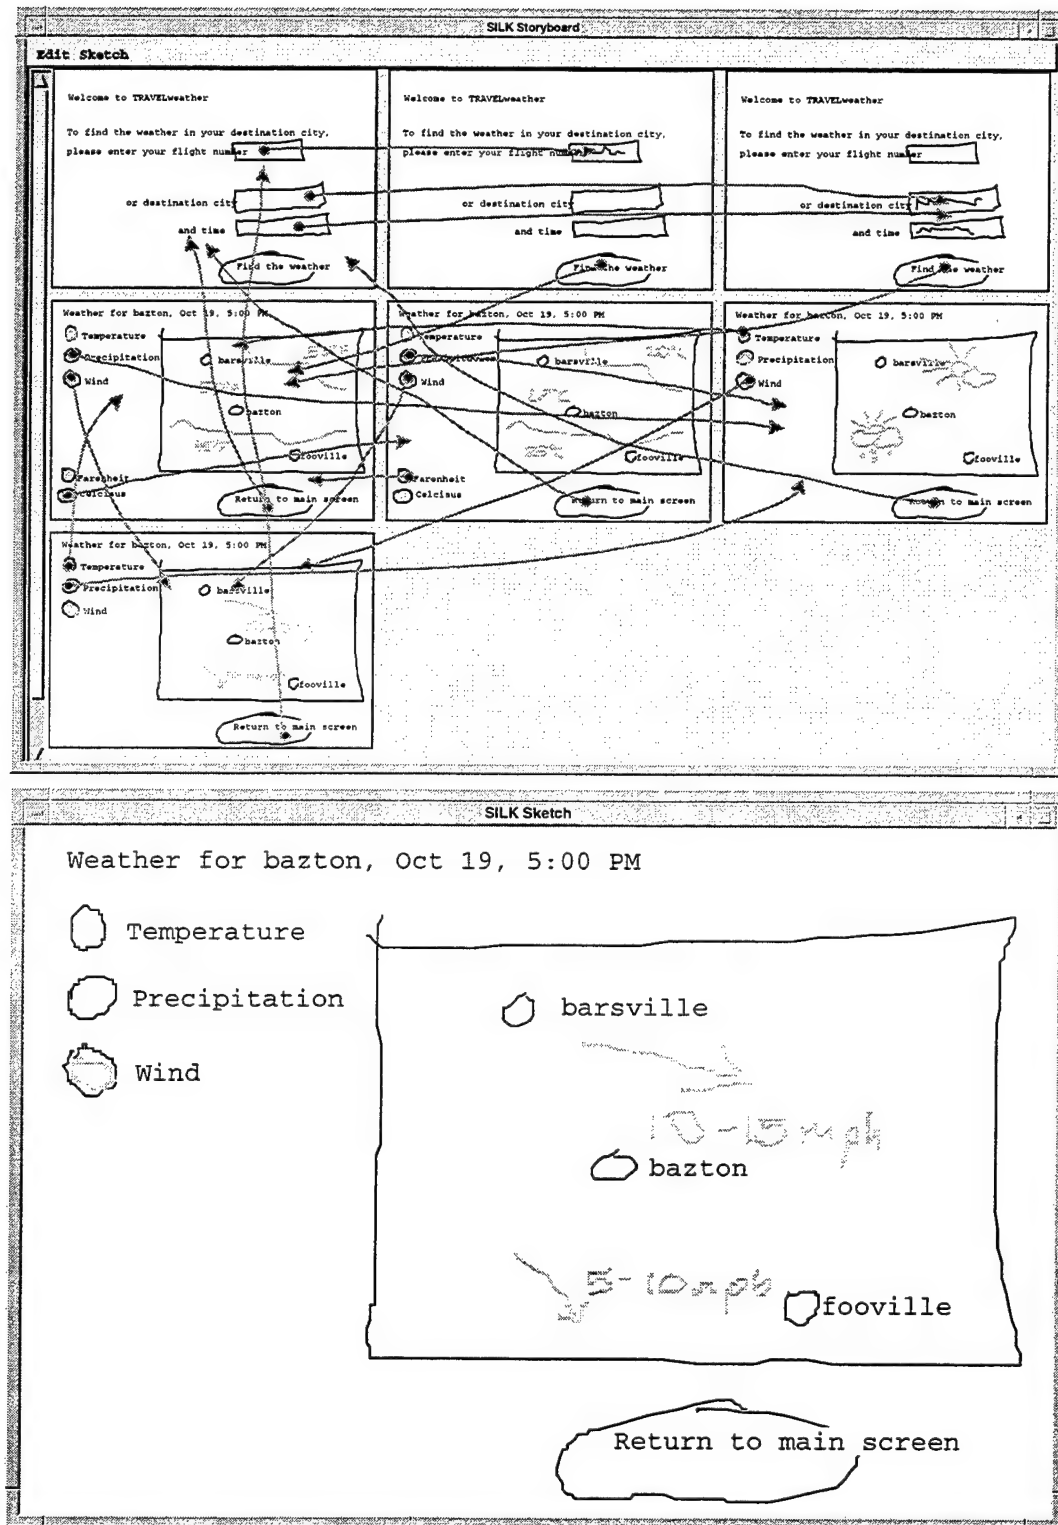 SILK Storyboard
Edit Sketch
Welcome to TRAVELweather
To find the weather in your destination city,
please enter your flight number
or destination city
and time
Find the weather
Welcome to TRAVELweather
To find the weather in your destination city,
please enter your flight number
or destination city
and time
Find the weather
Welcome to TRAVELweather
To find the weather in your destination city,
please enter your flight number
or destination city
and time
Find the weather
Weather for bazton, Oct 19, 5:00 PM
Temperature
Precipitation
Wind
barsville
bazton
fooville
Farenheit
Celcisus
Return to main screen
Weather for bazton, Oct 19, 5:00 PM
Temperature
Wind
barsville
bazton
fooville
Farenheit
Celcisus
Return to main screen
Weather for bazton, Oct 19, 5:00 PM
Temperature
Precipitation
Wind
barsville
bazton
fooville
Return to main screen
Weather for bazton, Oct 19, 5:00 PM
Temperature
Precipitation
Wind
barsville
bazton
fooville
Return to main screen
SILK Sketch
Weather for bazton, Oct 19, 5:00 PM
Temperature
Precipitation
Wind
barsville
10-15 mph
bazton
5-10 mph
fooville
Return to main screen